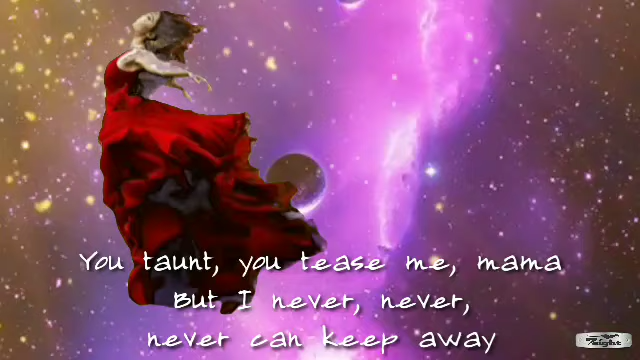 You taunt, you tease me, mama
But I never, never,
never can keep away